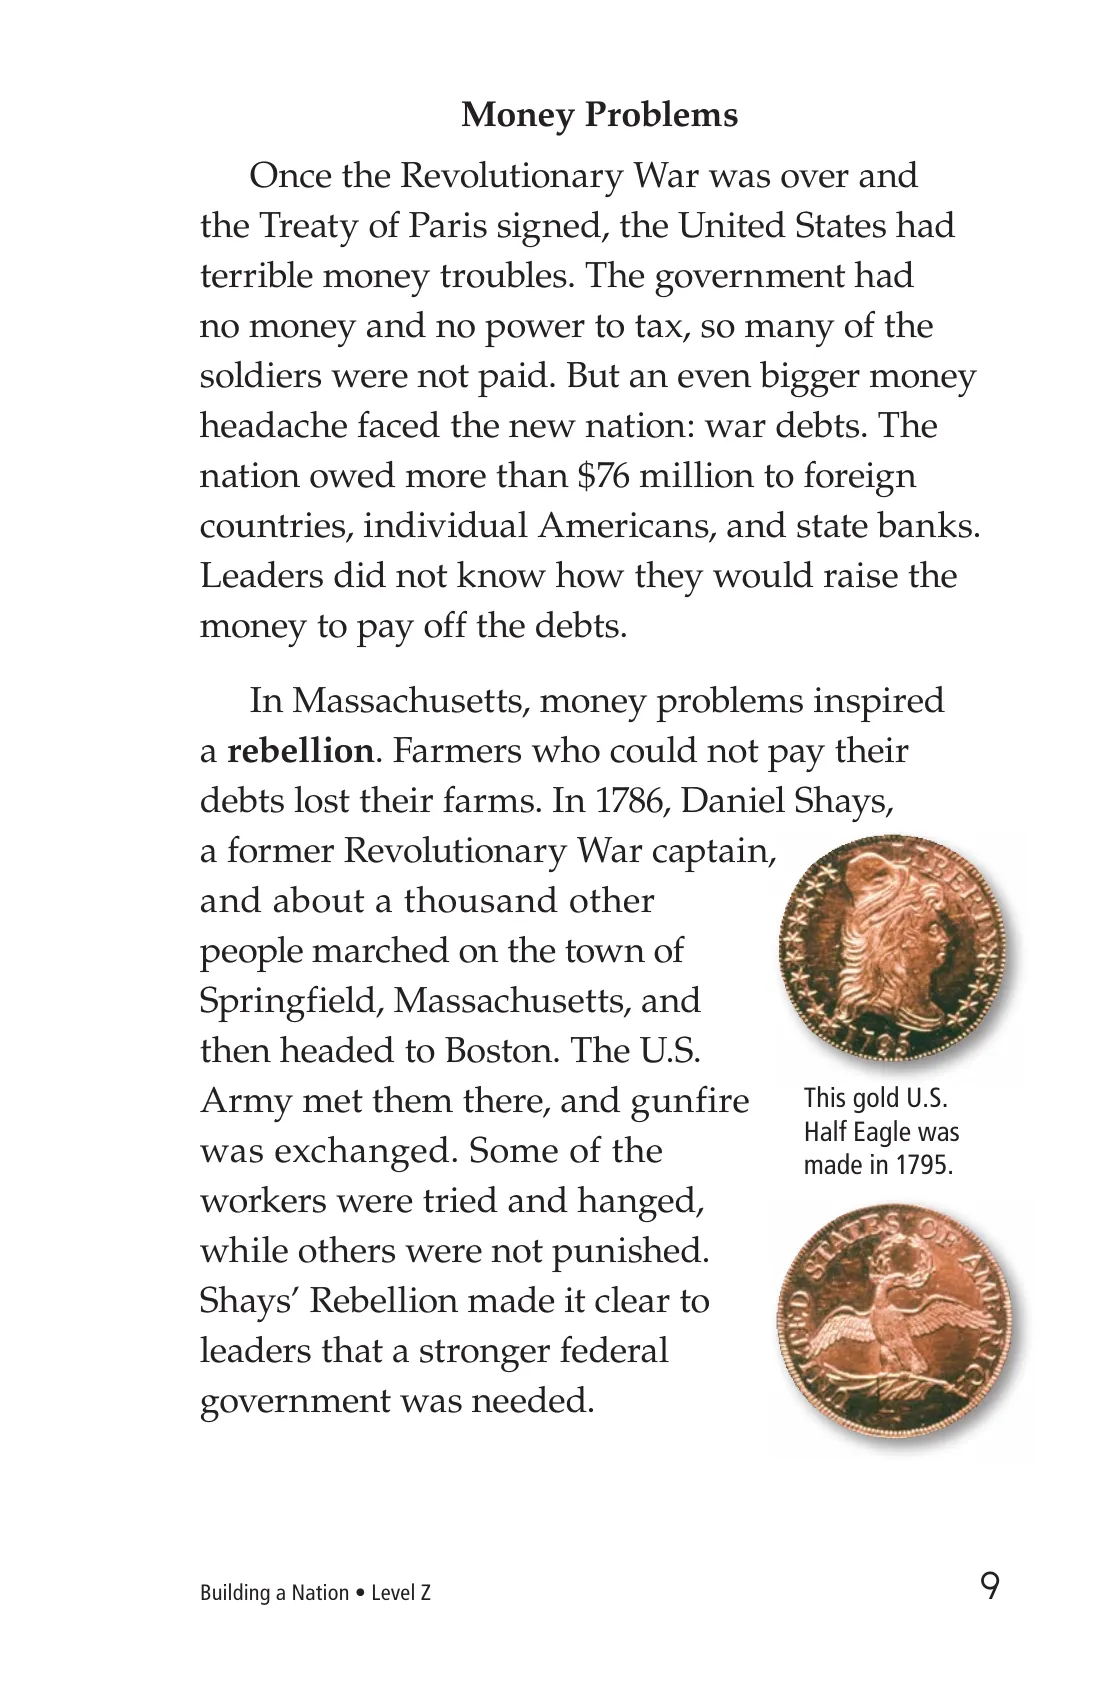 Money Problems
Once the Revolutionary War was over and
the Treaty of Paris signed, the United States had
terrible money troubles. The government had
no money and no power to tax, so many of the
soldiers were not paid. But an even bigger money
headache faced the new nation: war debts. The
nation owed more than $76 million to foreign
countries, individual Americans, and state banks.
Leaders did not know how they would raise the
money to pay off the debts.
In Massachusetts, money problems inspired
a rebellion. Farmers who could not pay their
debts lost their farms. In 1786, Daniel Shays,
a former Revolutionary War captain,
and about a thousand other
people marched on the town of
Springfield, Massachusetts, and
then headed to Boston. The U.S.
Army met them there, and gunfire
was exchanged. Some of the
workers were tried and hanged,
while others were not punished.
Shays’ Rebellion made it clear to
leaders that a stronger federal
government was needed.
LIBERTY
1795
This gold U.S.
Half Eagle was
made in 1795.
UNITED STATES OF AMERICA
Building a Nation • Level Z
9